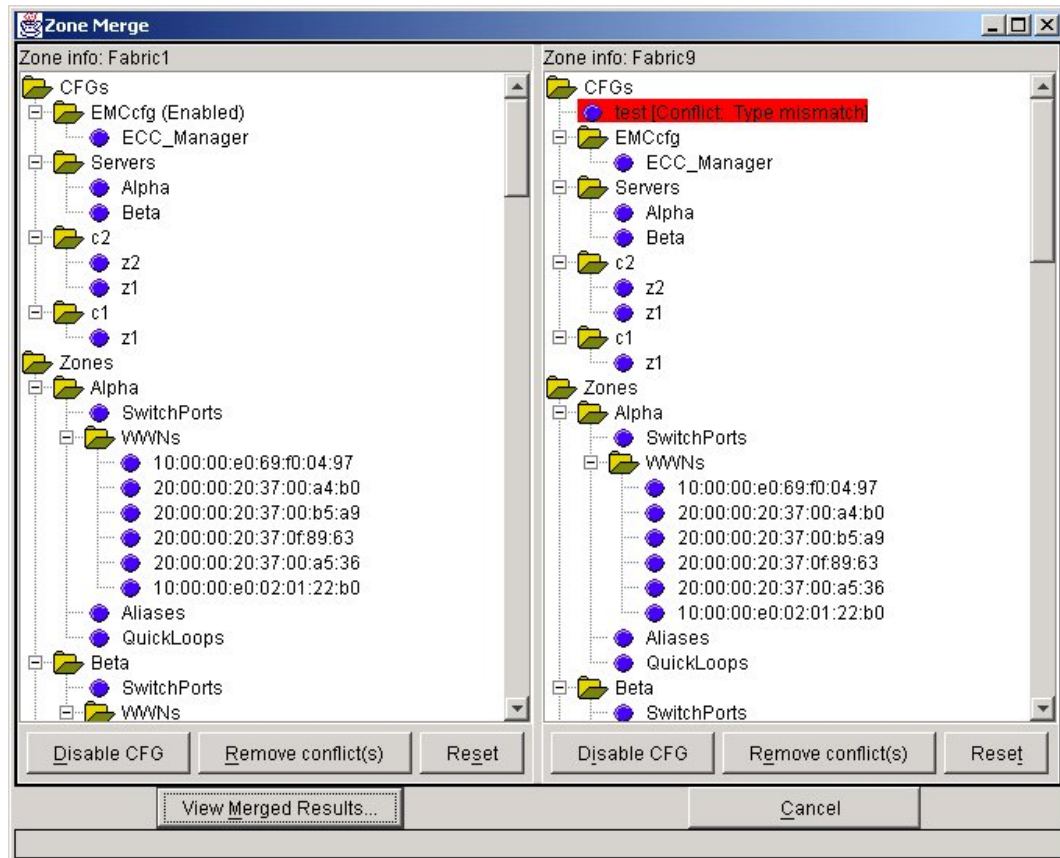 Zone Merge
Zone info: Fabric1
CFGs
EMCcfg (Enabled)
ECC_Manager
Servers
Alpha
Beta
c2
z2
z1
c1
z1
Zones
Alpha
SwitchPorts
WWNs
10:00:00:e0:69:f0:04:97
20:00:00:20:37:00:a4:b0
20:00:00:20:37:00:b5:a9
20:00:00:20:37:0f:89:63
20:00:00:20:37:00:a5:36
10:00:00:e0:02:01:22:b0
Aliases
QuickLoops
Beta
SwitchPorts
WWNs
Disable CFG
Remove conflict(s)
Reset
Zone info: Fabric9
CFGs
test [Conflict: Type mismatch]
EMCcfg
ECC_Manager
Servers
Alpha
Beta
c2
z2
z1
c1
z1
Zones
Alpha
SwitchPorts
WWNs
10:00:00:e0:69:f0:04:97
20:00:00:20:37:00:a4:b0
20:00:00:20:37:00:b5:a9
20:00:00:20:37:0f:89:63
20:00:00:20:37:00:a5:36
10:00:00:e0:02:01:22:b0
Aliases
QuickLoops
Beta
SwitchPorts
Disable CFG
Remove conflict(s)
Reset
View Merged Results...
Cancel